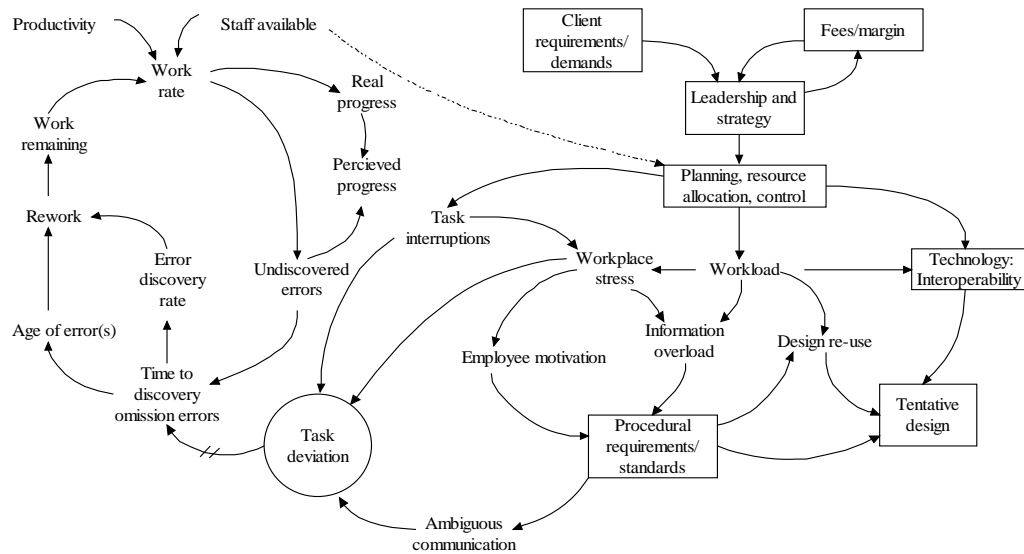 Productivity
Staff available
Client
requirements/
demands
Fees/margin
Work
rate
Real
progress
Leadership and
strategy
Work
remaining
Percieved
progress
Planning, resource
allocation, control
Rework
Task
interruptions
Error
discovery
rate
Undiscovered
errors
Workplace
stress
Workload
Technology:
Interoperability
Age of error(s)
Employee motivation
Information
overload
Design re-use
Time to
discovery
omission errors
Tentative
design
Task
deviation
Procedural
requirements/
standards
Ambiguous
communication